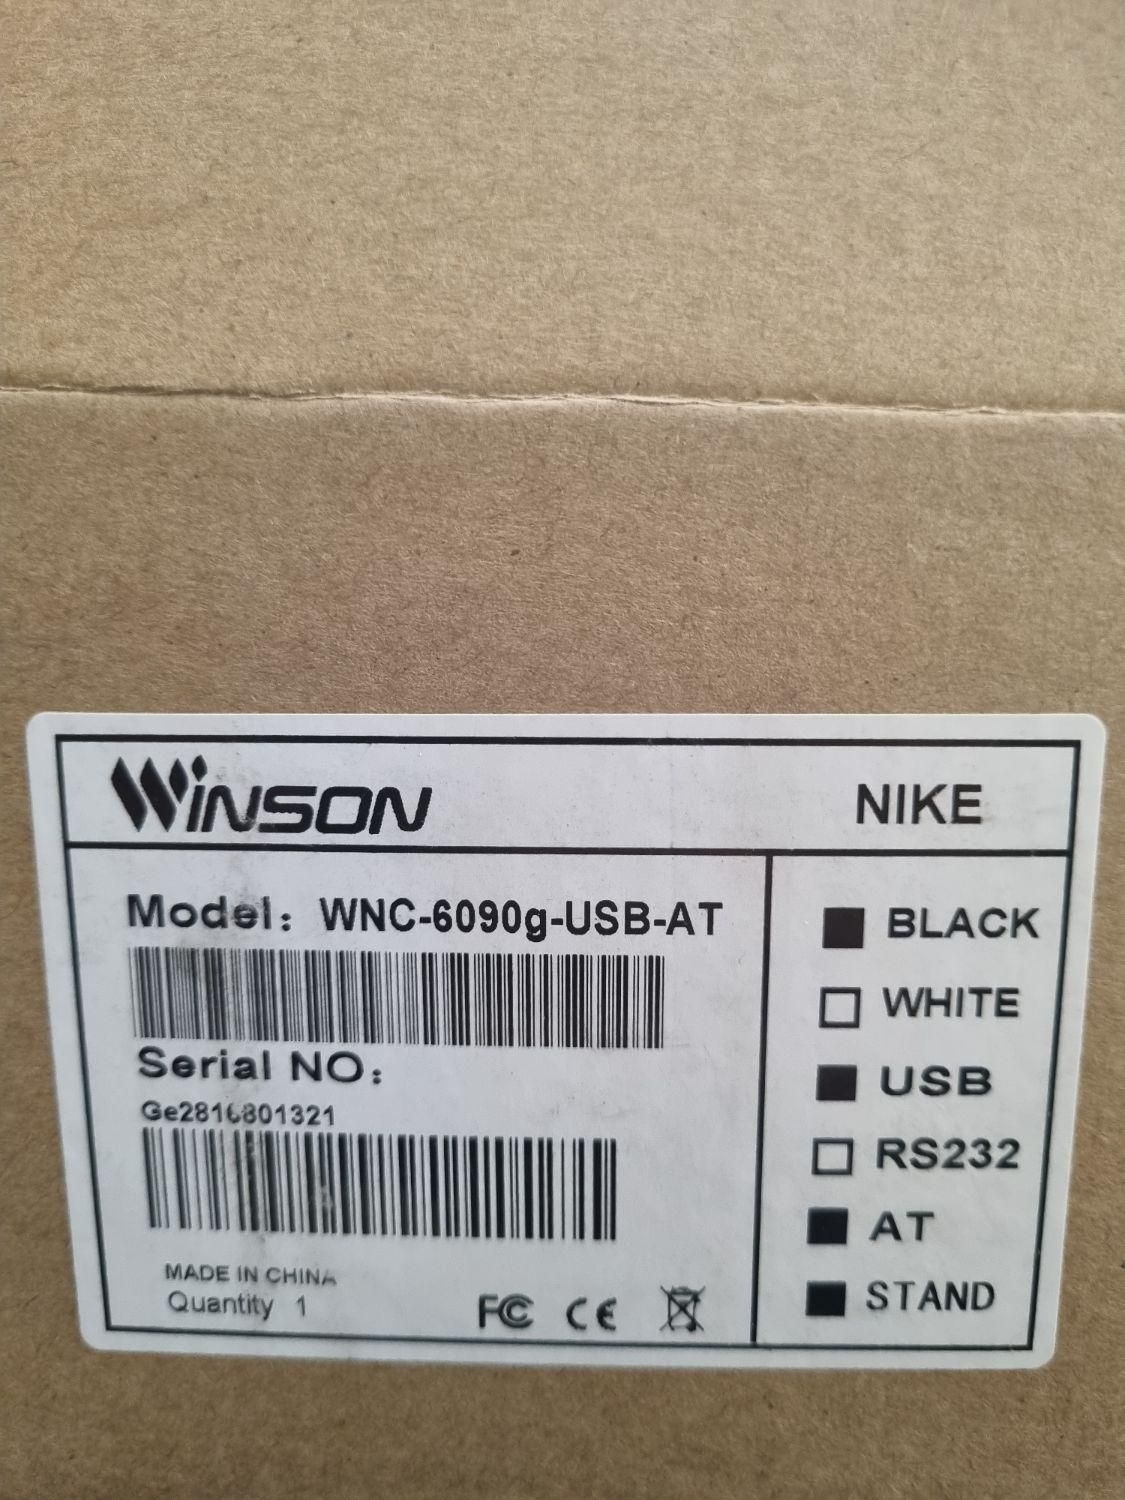 WINSON NIKE
Model: WNC-6090g-USB-AT
Serial NO:
Ge2816801321
MADE IN CHINA
Quantity 1
FC CE
BLACK
WHITE
USB
RS232
AT
STAND